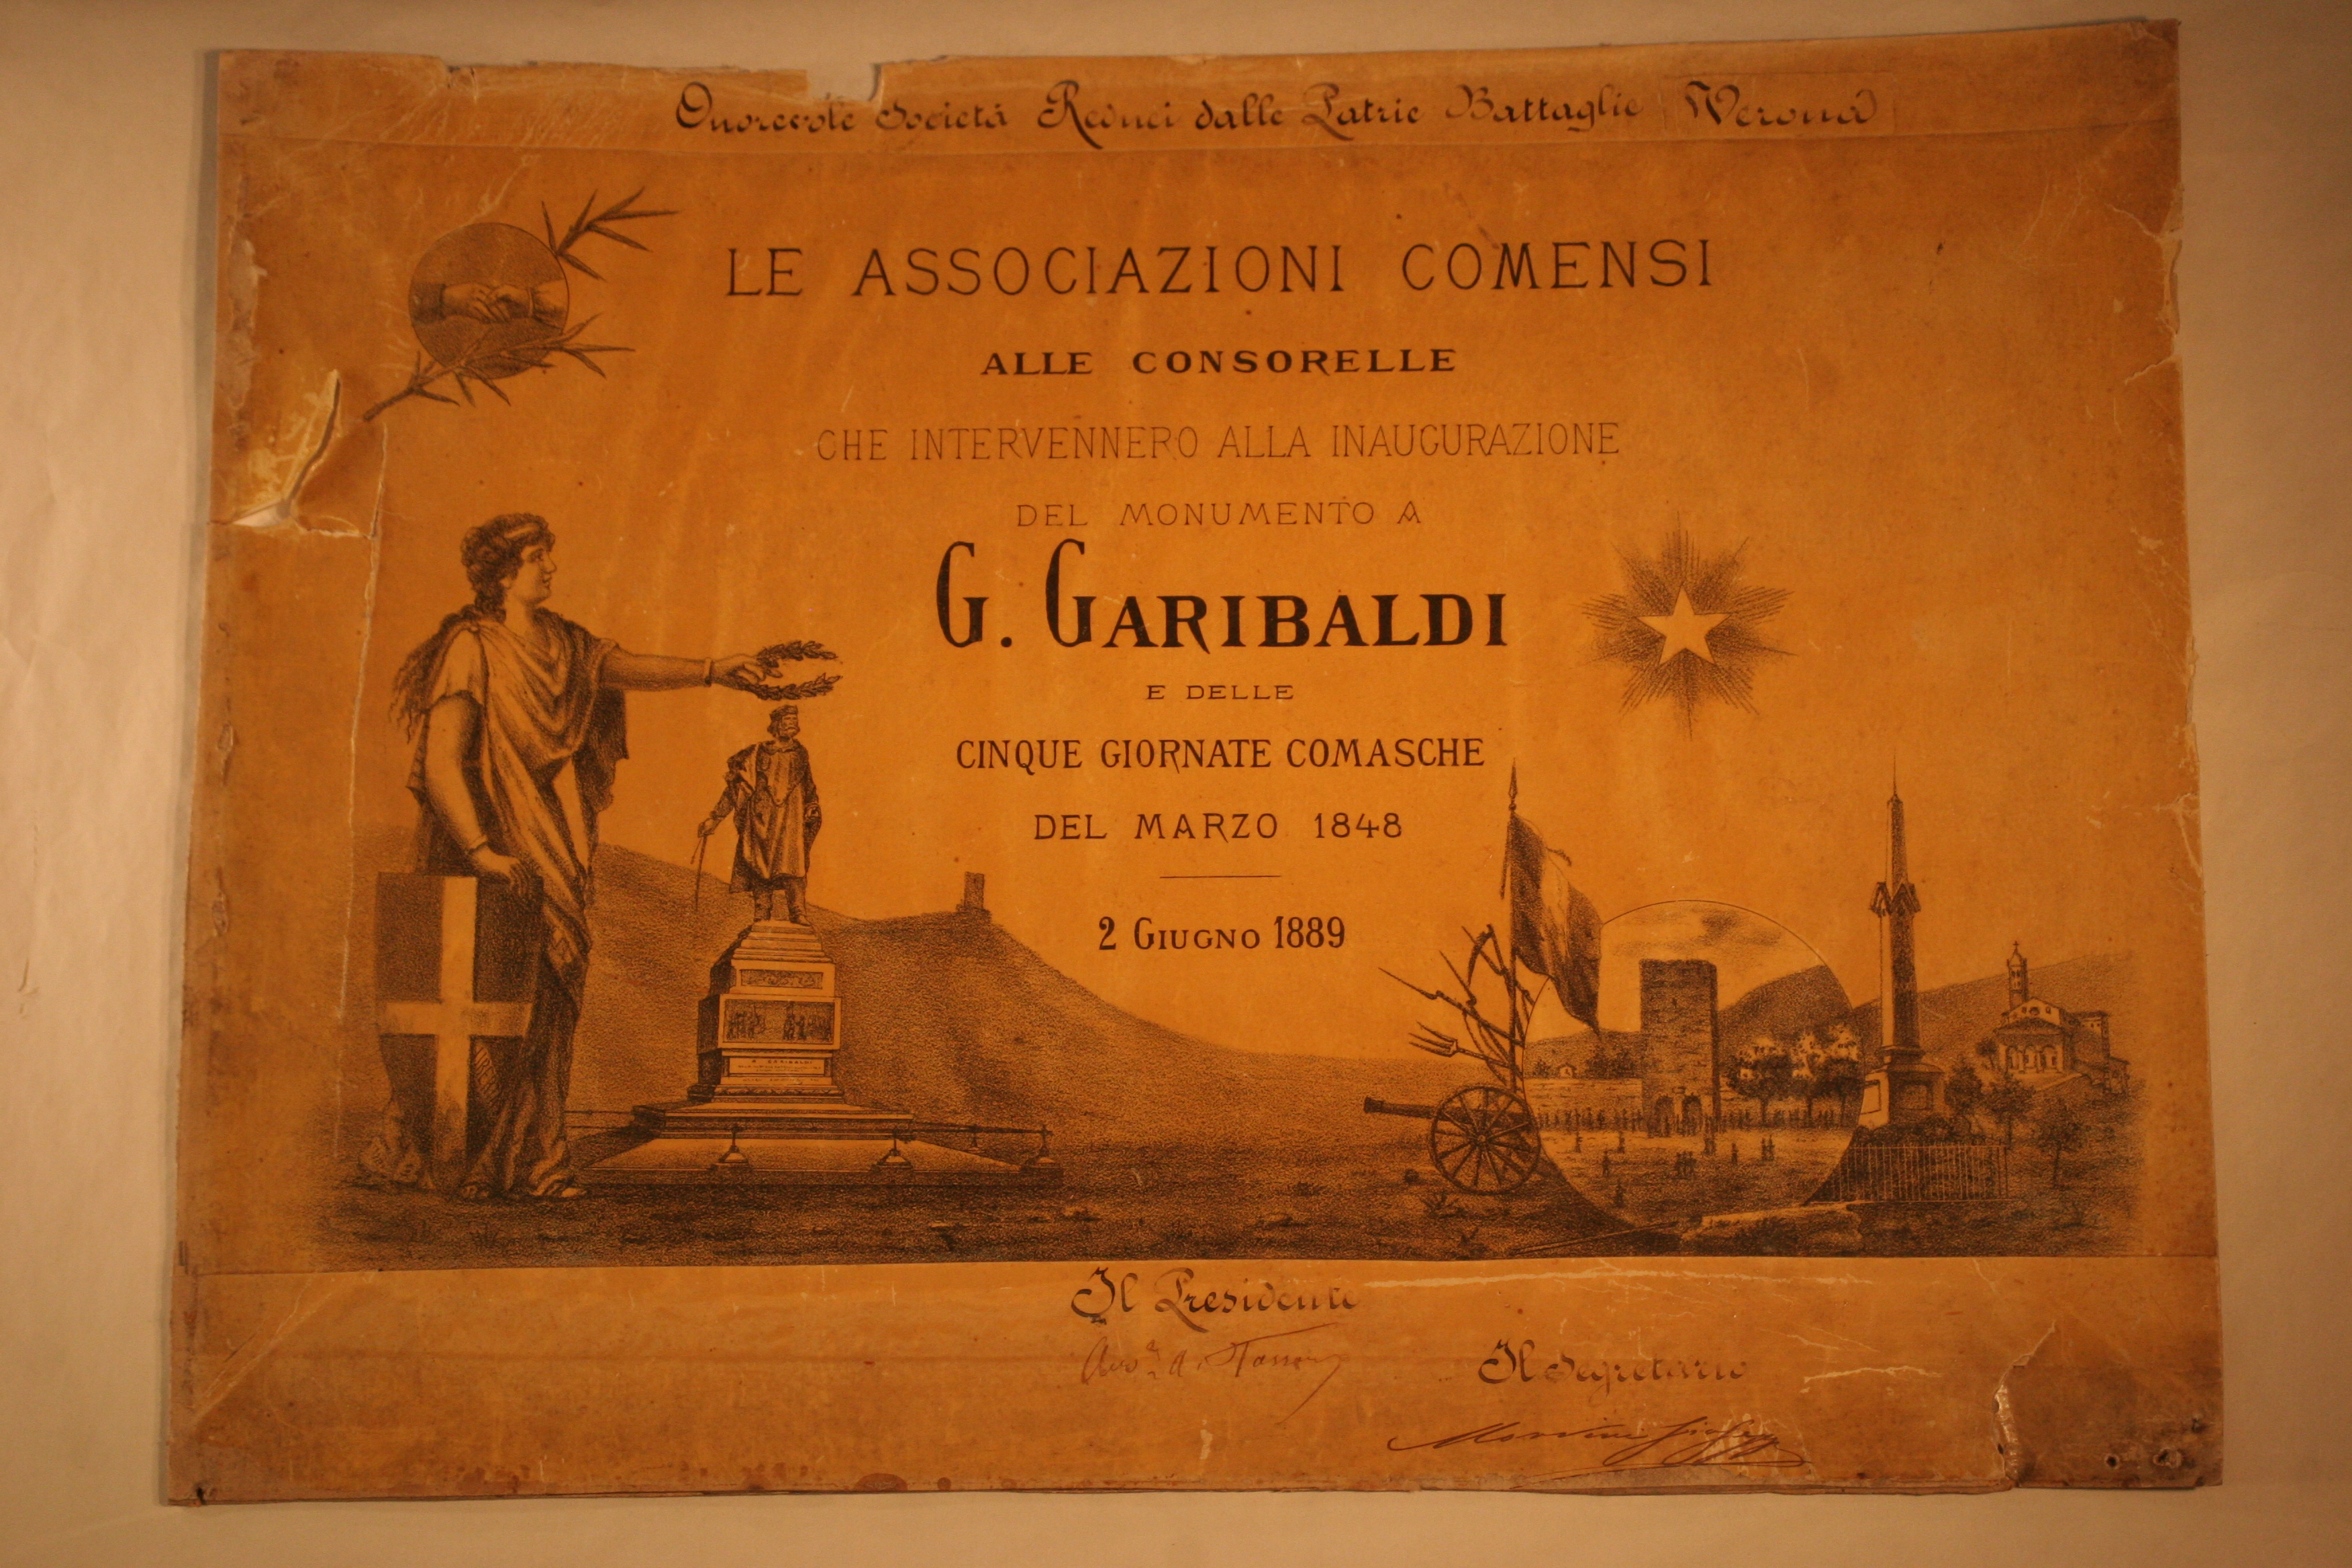 Onorevole Società Reduci dalle Patrie Battaglie Verona
LE ASSOCIAZIONI COMENSI
ALLE CONSORELLE
CHE INTERVENNERO ALLA INAUGURAZIONE
DEL MONUMENTO A
G. GARIBALDI
E DELLE
CINQUE GIORNATE COMASCHE
DEL MARZO 1848
2 GIUGNO 1889
G. GARIBALDI
Il Presidente
Il Segretario